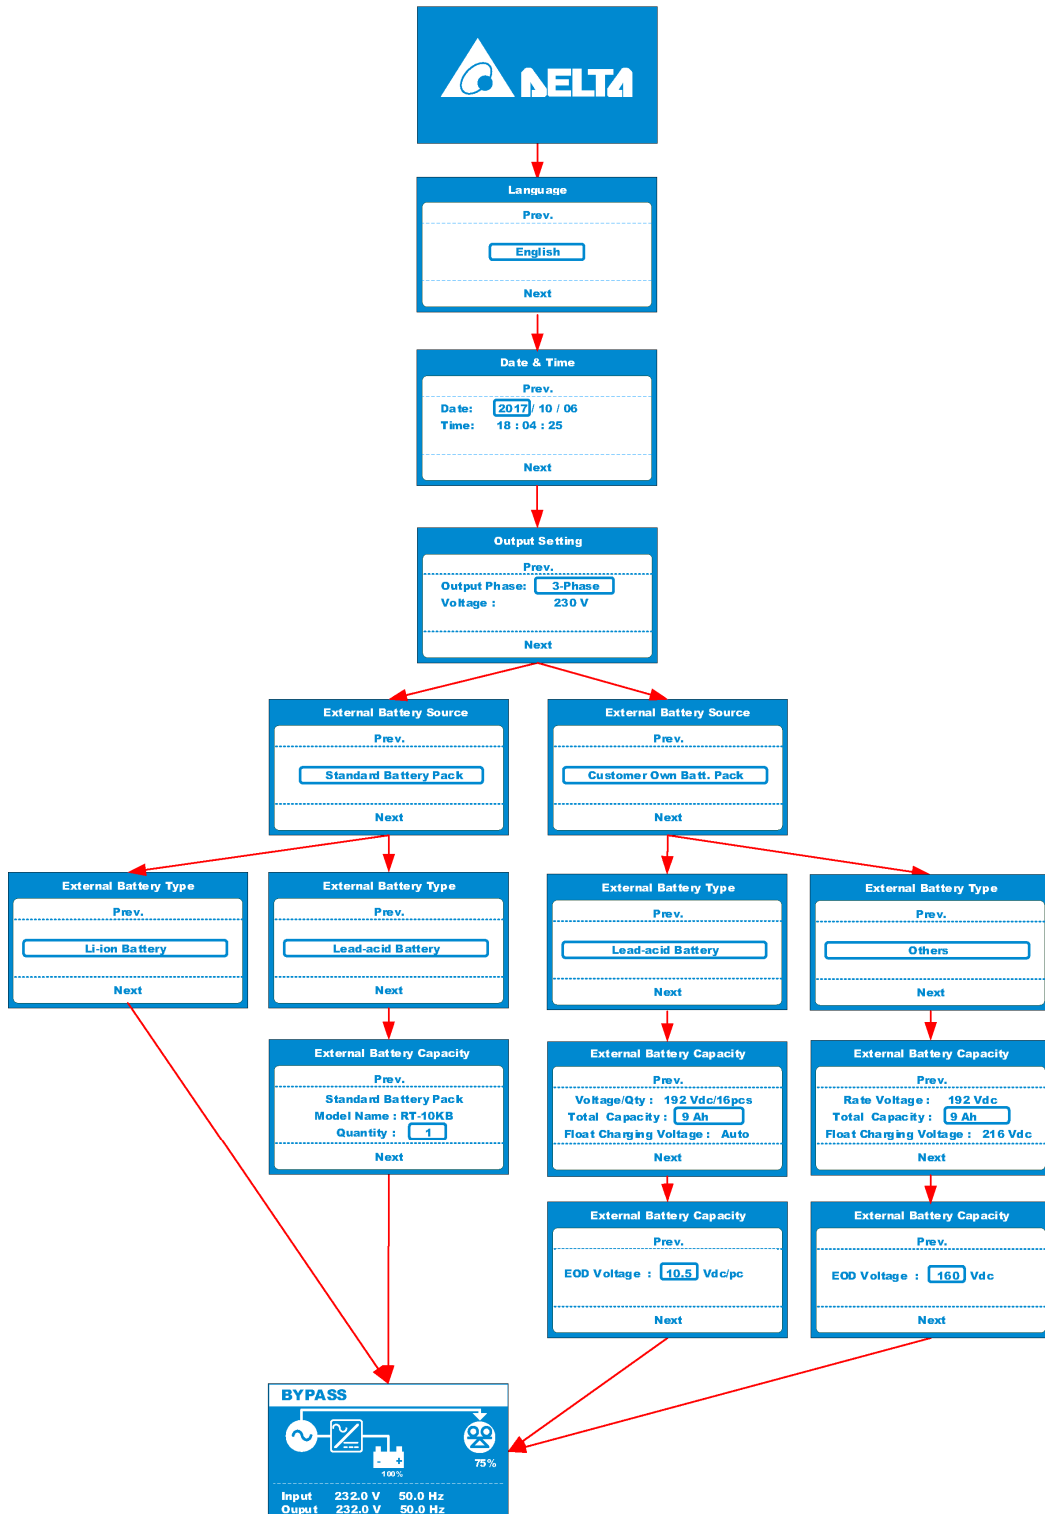 DELTA
Language
Prev.
English
Next
Date & Time
Prev.
Date: 2017 / 10 / 06
Time: 18 : 04 : 25
Next
Output Setting
Prev.
Output Phase: 3-Phase
Voltage : 230 V
Next
External Battery Source
Prev.
Standard Battery Pack
Next
External Battery Source
Prev.
Customer Own Batt. Pack
Next
External Battery Type
Prev.
Li-ion Battery
Next
External Battery Type
Prev.
Lead-acid Battery
Next
External Battery Type
Prev.
Lead-acid Battery
Next
External Battery Type
Prev.
Others
Next
External Battery Capacity
Prev.
Standard Battery Pack
Model Name : RT-10KB
Quantity : 1
Next
External Battery Capacity
Prev.
Voltage/Qty : 192 Vdc/16pcs
Total Capacity : 9 Ah
Float Charging Voltage : Auto
Next
External Battery Capacity
Prev.
Rate Voltage : 192 Vdc
Total Capacity : 9 Ah
Float Charging Voltage : 216 Vdc
Next
External Battery Capacity
Prev.
EOD Voltage : 10.5 Vdc/pc
Next
External Battery Capacity
Prev.
EOD Voltage : 160 Vdc
Next
BYPASS
- +
100%
75%
Input 232.0 V 50.0 Hz
Ouput 232.0 V 50.0 Hz